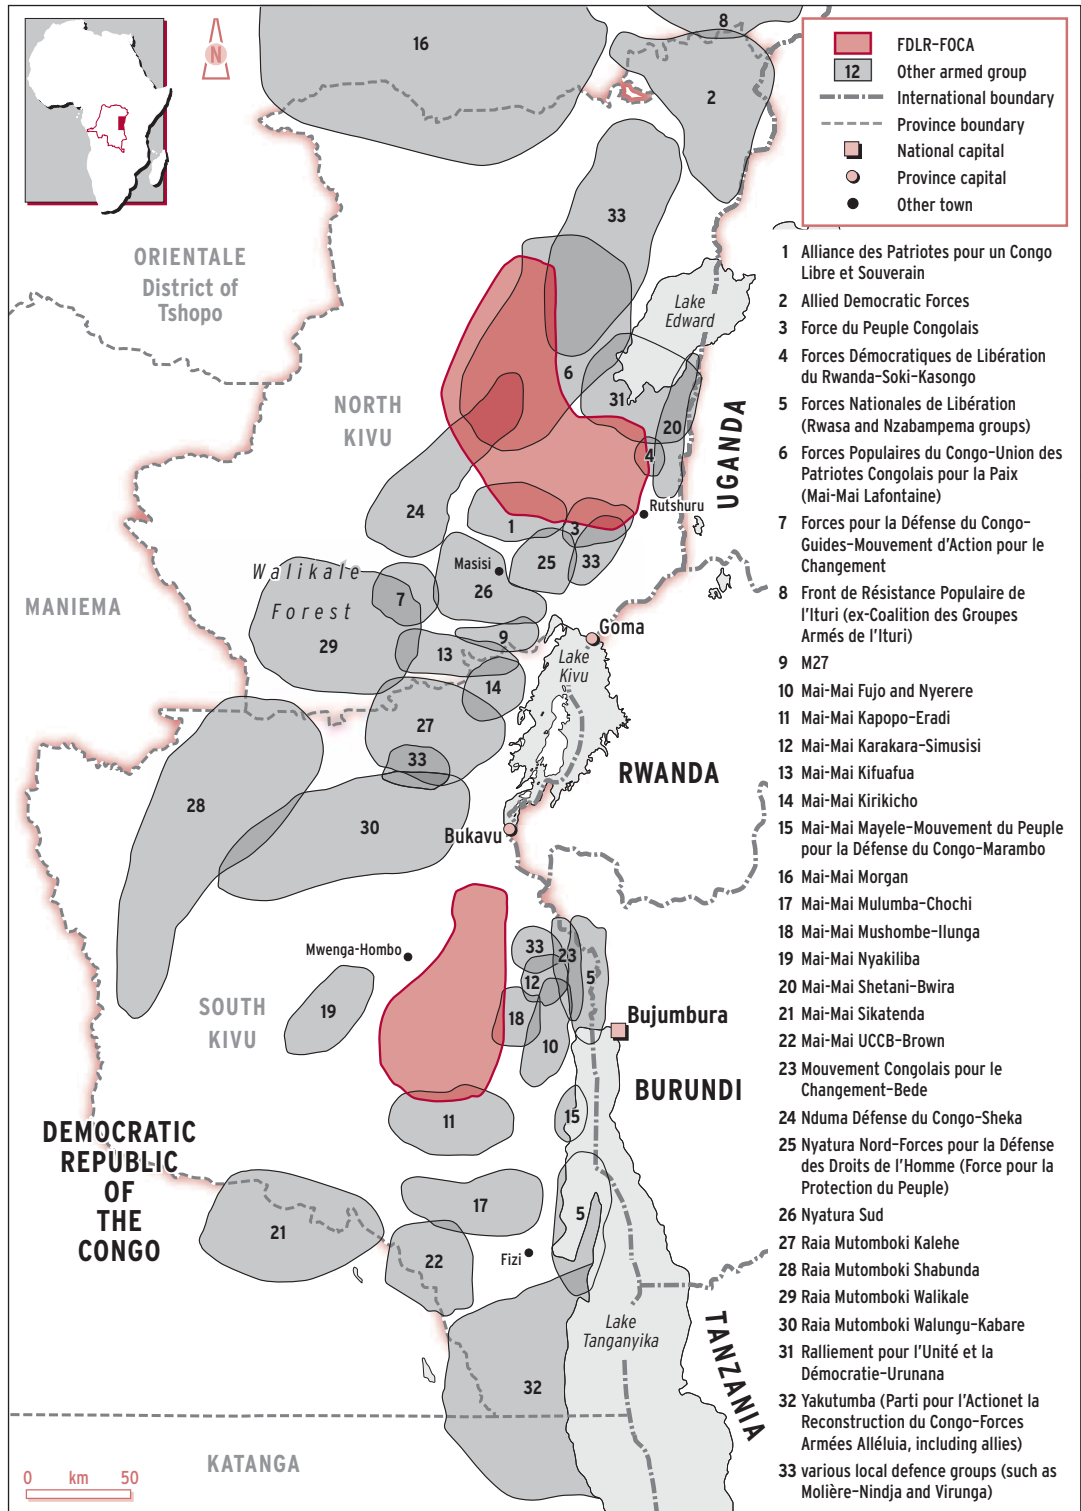 N
FDLR–FOCA
12 Other armed group
International boundary
Province boundary
National capital
Province capital
Other town
8
16
2
33
ORIENTALE
District of
Tshopo
Lake
Edward
6
31
NORTH
KIVU
20
4
UGANDA
24
1
3
Rutshuru
Masisi
25
33
Walikale
Forest
26
7
MANIEMA
29
9
Goma
13
Lake
Kivu
14
27
33
RWANDA
28
30
Bukavu
Mwenga-Hombo
33
23
12
5
19
18
SOUTH
KIVU
Bujumbura
10
BURUNDI
15
11
DEMOCRATIC
REPUBLIC
OF
THE
CONGO
17
5
21
22
Fizi
Lake
Tanganyika
TANZANIA
32
KATANGA
0 km 50
1 Alliance des Patriotes pour un Congo
Libre et Souverain
2 Allied Democratic Forces
3 Force du Peuple Congolais
4 Forces Démocratiques de Libération
du Rwanda–Soki–Kasongo
5 Forces Nationales de Libération
(Rwasa and Nzabampema groups)
6 Forces Populaires du Congo–Union des
Patriotes Congolais pour la Paix
(Mai-Mai Lafontaine)
7 Forces pour la Défense du Congo–
Guides–Mouvement d'Action pour le
Changement
8 Front de Résistance Populaire de
l'Ituri (ex-Coalition des Groupes
Armés de l'Ituri)
9 M27
10 Mai-Mai Fujo and Nyerere
11 Mai-Mai Kapopo–Eradi
12 Mai-Mai Karakara–Simusisi
13 Mai-Mai Kifuafua
14 Mai-Mai Kirikicho
15 Mai-Mai Mayele–Mouvement du Peuple
pour la Défense du Congo–Marambo
16 Mai-Mai Morgan
17 Mai-Mai Mulumba–Chochi
18 Mai-Mai Mushombe–Ilunga
19 Mai-Mai Nyakiliba
20 Mai-Mai Shetani–Bwira
21 Mai-Mai Sikatenda
22 Mai-Mai UCCB–Brown
23 Mouvement Congolais pour le
Changement–Bede
24 Nduma Défense du Congo–Sheka
25 Nyatura Nord–Forces pour la Défense
des Droits de l'Homme (Force pour la
Protection du Peuple)
26 Nyatura Sud
27 Raia Mutomboki Kalehe
28 Raia Mutomboki Shabunda
29 Raia Mutomboki Walikale
30 Raia Mutomboki Walungu–Kabare
31 Ralliement pour l'Unité et la
Démocratie–Urunana
32 Yakutumba (Parti pour l'Actionet la
Reconstruction du Congo–Forces
Armées Alléluia, including allies)
33 various local defence groups (such as
Molière–Nindja and Virunga)